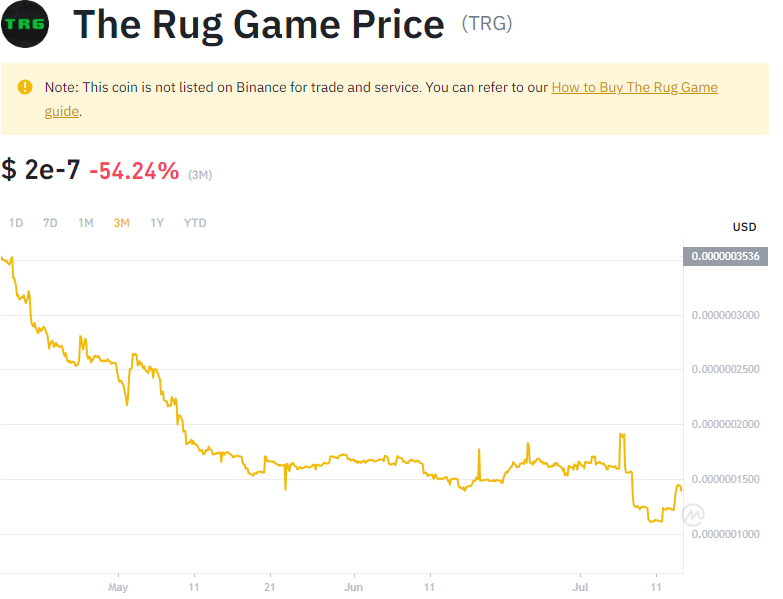 TRG
The Rug Game Price (TRG)
Note: This coin is not listed on Binance for trade and service. You can refer to our How to Buy The Rug Game
guide.
$ 2e-7 -54.24% (3M)
1D 7D 1M 3M 1Y YTD
USD
0.0000003536
0.0000003000
0.0000002500
0.0000002000
0.0000001500
0.0000001000
May 11 21 Jun 11 Jul 11